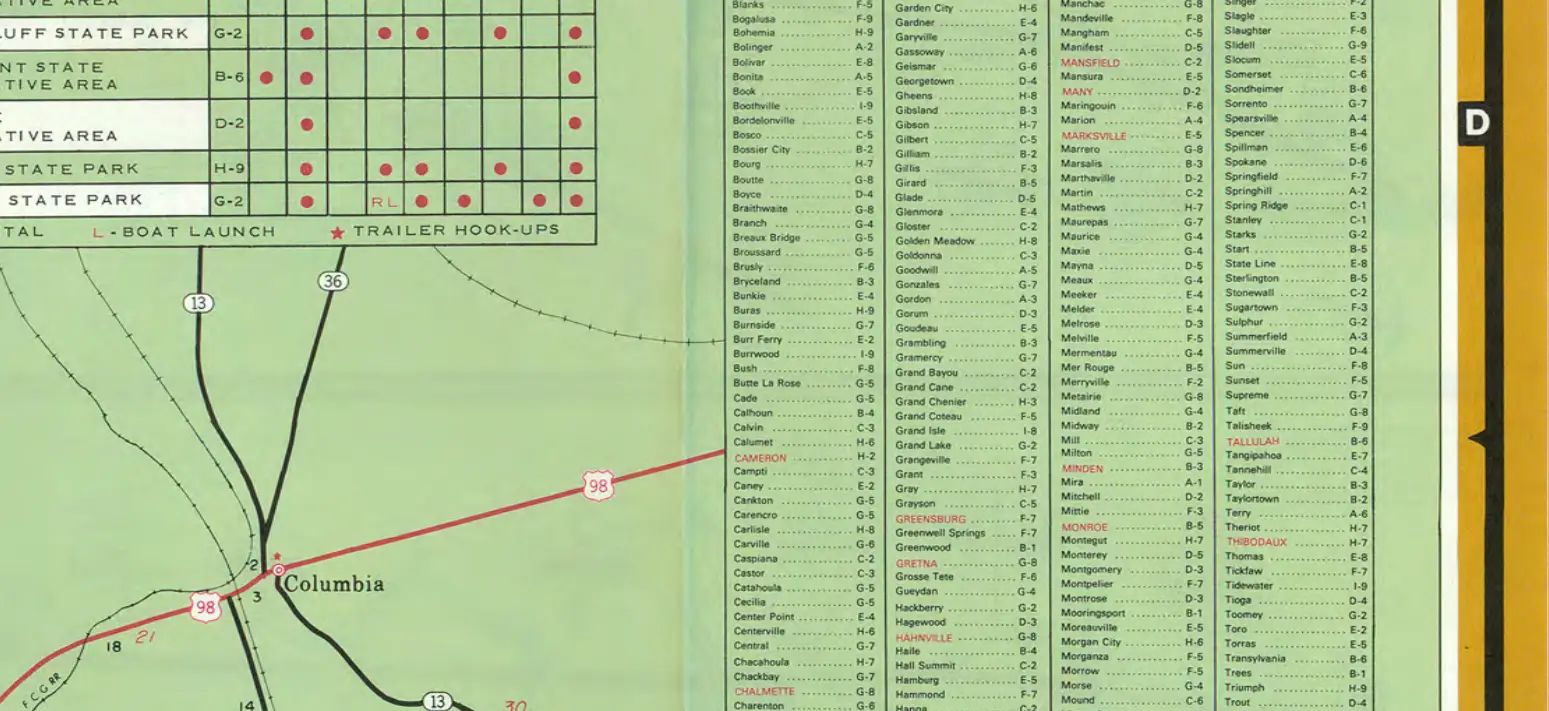 TIVE AREA
UFF STATE PARK G-2
NT STATE
TIVE AREA B-6
ATIVE AREA D-2
STATE PARK H-9
STATE PARK G-2 RL
TAL L - BOAT LAUNCH ★ TRAILER HOOK-UPS
13
36
98
2
Columbia
3
98
18 21
F C G RR
14
13
30
Blanks F-5
Bogalusa F-9
Bohemia H-9
Bolinger A-2
Bolivar E-8
Bonita A-5
Book E-5
Boothville I-9
Bordelonville E-5
Bosco C-5
Bossier City B-2
Bourg H-7
Boutte G-8
Boyce D-4
Braithwaite G-8
Branch G-4
Breaux Bridge G-5
Broussard G-5
Brusly F-6
Bryceland B-3
Bunkie E-4
Buras H-9
Burnside G-7
Burr Ferry E-2
Burrwood I-9
Bush F-8
Butte La Rose G-5
Cade G-5
Calhoun B-4
Calvin C-3
Calumet H-6
CAMERON H-2
Campti C-3
Caney E-2
Cankton G-5
Carencro G-5
Carlisle H-8
Carville G-6
Caspiana C-2
Castor C-3
Catahoula G-5
Cecilia G-5
Center Point E-4
Centerville H-6
Central G-7
Chacahoula H-7
Chackbay G-7
CHALMETTE G-8
Charenton G-6
Garden City H-6
Gardner E-4
Garyville G-7
Gassoway A-6
Geismar G-6
Georgetown D-4
Gheens H-8
Gibsland B-3
Gibson H-7
Gilbert C-5
Gilliam B-2
Gillis F-3
Girard B-5
Glade D-5
Glenmora E-4
Gloster C-2
Golden Meadow H-8
Goldonna C-3
Goodwill A-5
Gonzales G-7
Gordon A-3
Gorum D-3
Goudeau E-5
Grambling B-3
Gramercy G-7
Grand Bayou C-2
Grand Cane C-2
Grand Chenier H-3
Grand Coteau F-5
Grand Isle I-8
Grand Lake G-2
Grangeville F-7
Grant F-3
Gray H-7
Grayson C-5
GREENSBURG F-7
Greenwell Springs F-7
Greenwood B-1
GRETNA G-8
Grosse Tete F-6
Gueydan G-4
Hackberry G-2
Hagewood D-3
HAHNVILLE G-8
Haile B-4
Hall Summit C-2
Hamburg E-5
Hammond F-7
Hanna C-2
Manchac G-8
Mandeville F-8
Mangham C-5
Manifest D-5
MANSFIELD C-2
Mansura E-5
MANY D-2
Maringouin F-6
Marion A-4
MARKSVILLE E-5
Marrero G-8
Marsalis B-3
Marthaville D-2
Martin C-2
Mathews H-7
Maurepas G-7
Maurice G-4
Maxie G-4
Mayna D-5
Meaux G-4
Meeker E-4
Melder E-4
Melrose D-3
Melville F-5
Mermentau G-4
Mer Rouge B-5
Merryville F-2
Metairie G-8
Midland G-4
Midway B-2
Mill C-3
Milton G-5
MINDEN B-3
Mira A-1
Mitchell D-2
Mittie F-3
MONROE B-5
Montegut H-7
Monterey D-5
Montgomery D-3
Montpelier F-7
Montrose D-3
Mooringsport B-1
Moreauville E-5
Morgan City H-6
Morganza F-5
Morrow F-5
Morse G-4
Mound C-6
Singer F-2
Slagle E-3
Slaughter F-6
Slidell G-9
Slocum E-5
Somerset C-6
Sondheimer B-6
Sorrento G-7
Spearsville A-4
Spencer B-4
Spillman E-6
Spokane D-6
Springfield F-7
Springhill A-2
Spring Ridge C-1
Stanley C-1
Starks G-2
Start B-5
State Line E-8
Sterlington B-5
Stonewall C-2
Sugartown F-3
Sulphur G-2
Summerfield A-3
Summerville D-4
Sun F-8
Sunset F-5
Supreme G-7
Taft G-8
Talisheek F-9
TALLULAH B-6
Tangipahoa E-7
Tannehill C-4
Taylor B-3
Taylortown B-2
Terry A-6
Theriot H-7
THIBODAUX H-7
Thomas E-8
Tickfaw F-7
Tidewater I-9
Tioga D-4
Toomey G-2
Toro E-2
Torras E-5
Transylvania B-6
Trees B-1
Triumph H-9
Trout D-4
D